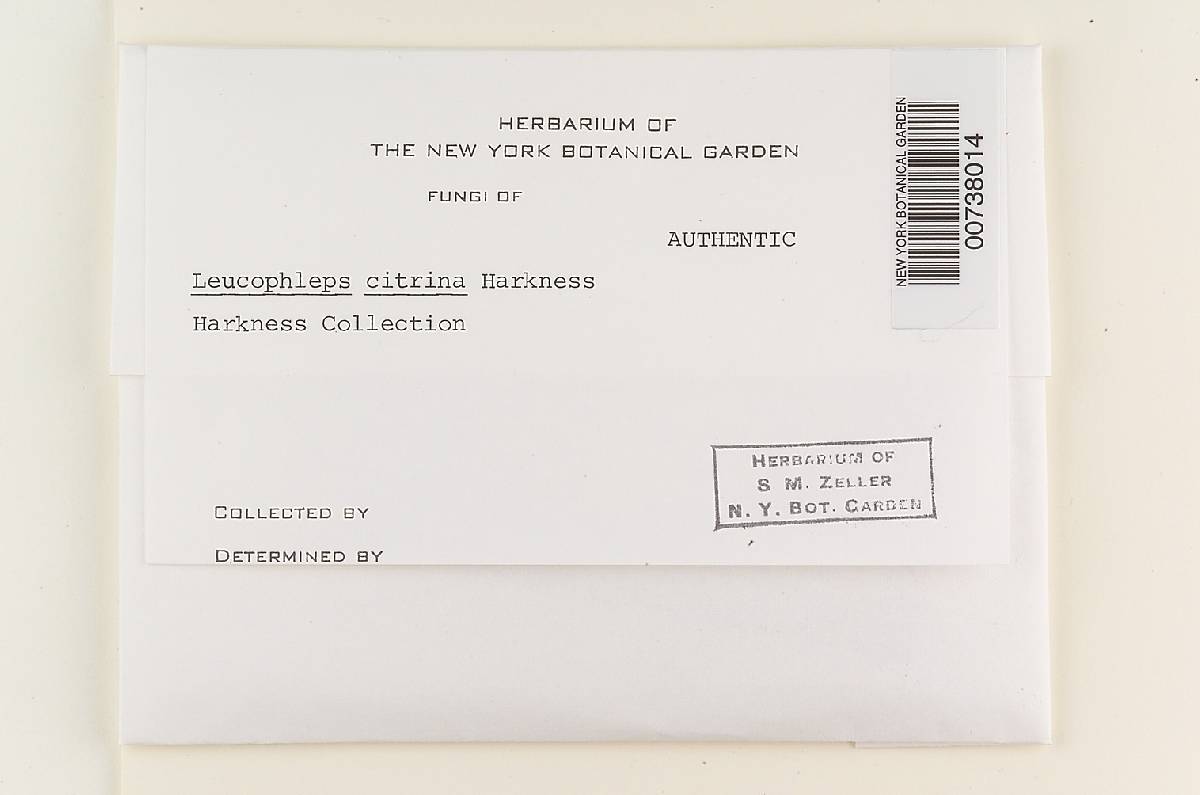 HERBARIUM OF
THE NEW YORK BOTANICAL GARDEN
FUNGI OF
AUTHENTIC
Leucophleps citrina Harkness
Harkness Collection
COLLECTED BY
DETERMINED BY
HERBARIUM OF
S M. ZELLER
N. Y. BOT. GARDEN
NEW YORK BOTANICAL GARDEN
00738014